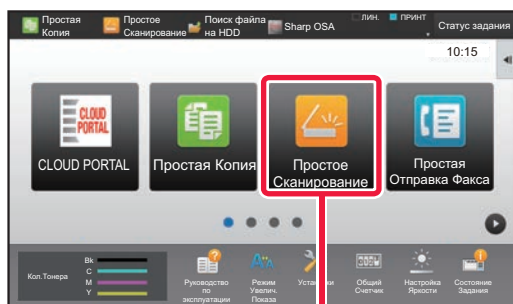 Простая Простое Поиск файла ЛИН. ПРИНТ
Копия Сканирование на HDD Sharp OSA Статус задания
10:15
CLOUD
PORTAL
CLOUD PORTAL
Простая Копия
Простое
Сканирование
Простая
Отправка Факса
Кол.Тонера
Bk
C
M
Y
Руководство
по
эксплуатации
Режим
Увелич.
Показа
Установки
Общий
Счетчик
Настройка
Яркости
Состояние
Задания